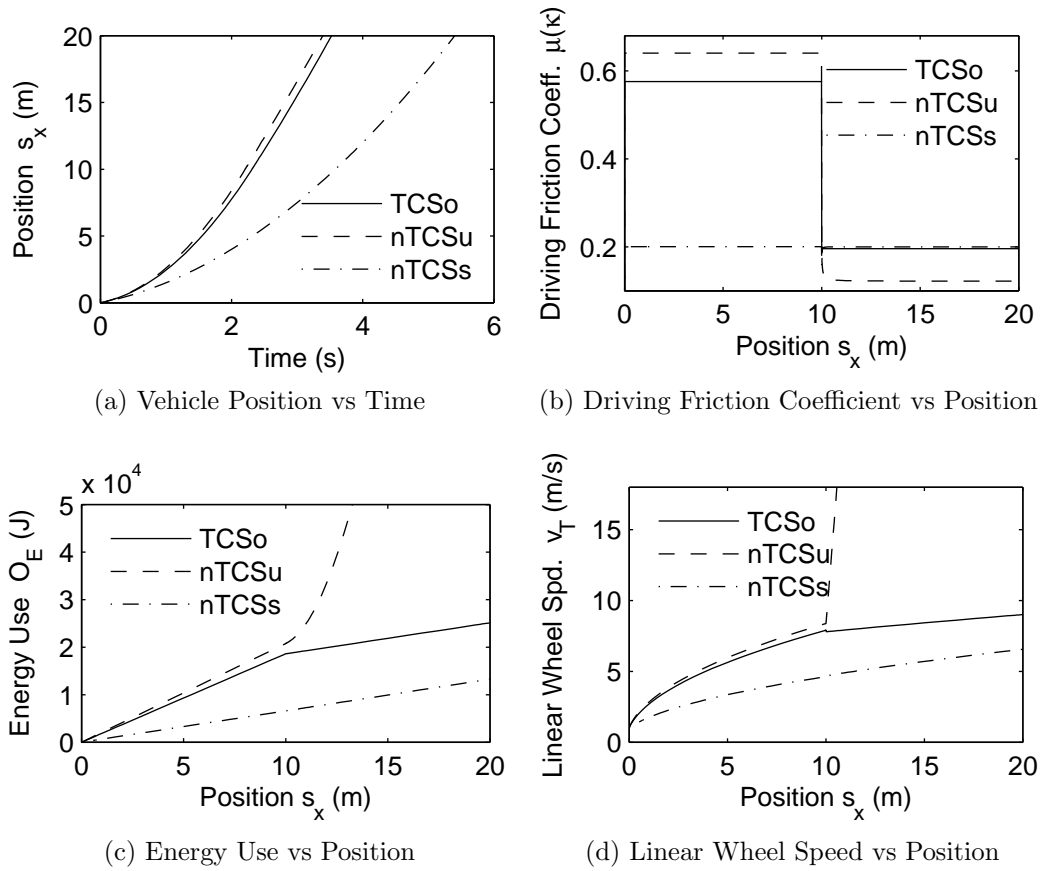 20
15
10
5
0
0 2 4 6
Position s_x (m)
Time (s)
TCSo
nTCSu
nTCSs
(a) Vehicle Position vs Time
0.6
0.4
0.2
0 5 10 15 20
Driving Friction Coeff. μ(κ)
Position s_x (m)
TCSo
nTCSu
nTCSs
(b) Driving Friction Coefficient vs Position
x 10^4
5
4
3
2
1
0
0 5 10 15 20
Energy Use O_E (J)
Position s_x (m)
TCSo
nTCSu
nTCSs
(c) Energy Use vs Position
15
10
5
0
0 5 10 15 20
Linear Wheel Spd. v_T (m/s)
Position s_x (m)
TCSo
nTCSu
nTCSs
(d) Linear Wheel Speed vs Position